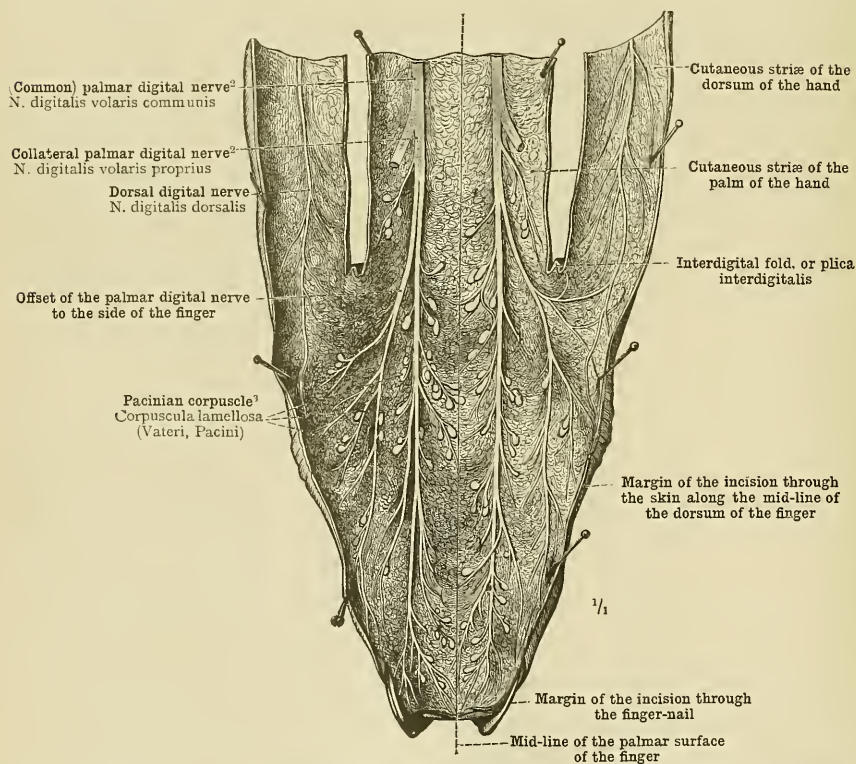 (Common) palmar digital nerve²
N. digitalis volaris communis
Collateral palmar digital nerve²
N. digitalis volaris proprius
Dorsal digital nerve
N. digitalis dorsalis
Offset of the palmar digital nerve
to the side of the finger
Pacinian corpuscle³
Corpuscula lamellosa
(Vateri, Pacini)
Cutaneous striæ of the
dorsum of the hand
Cutaneous striæ of the
palm of the hand
Interdigital fold, or plica
interdigitalis
Margin of the incision through
the skin along the mid-line of
the dorsum of the finger
1/1
Margin of the incision through
the finger-nail
Mid-line of the palmar surface
of the finger